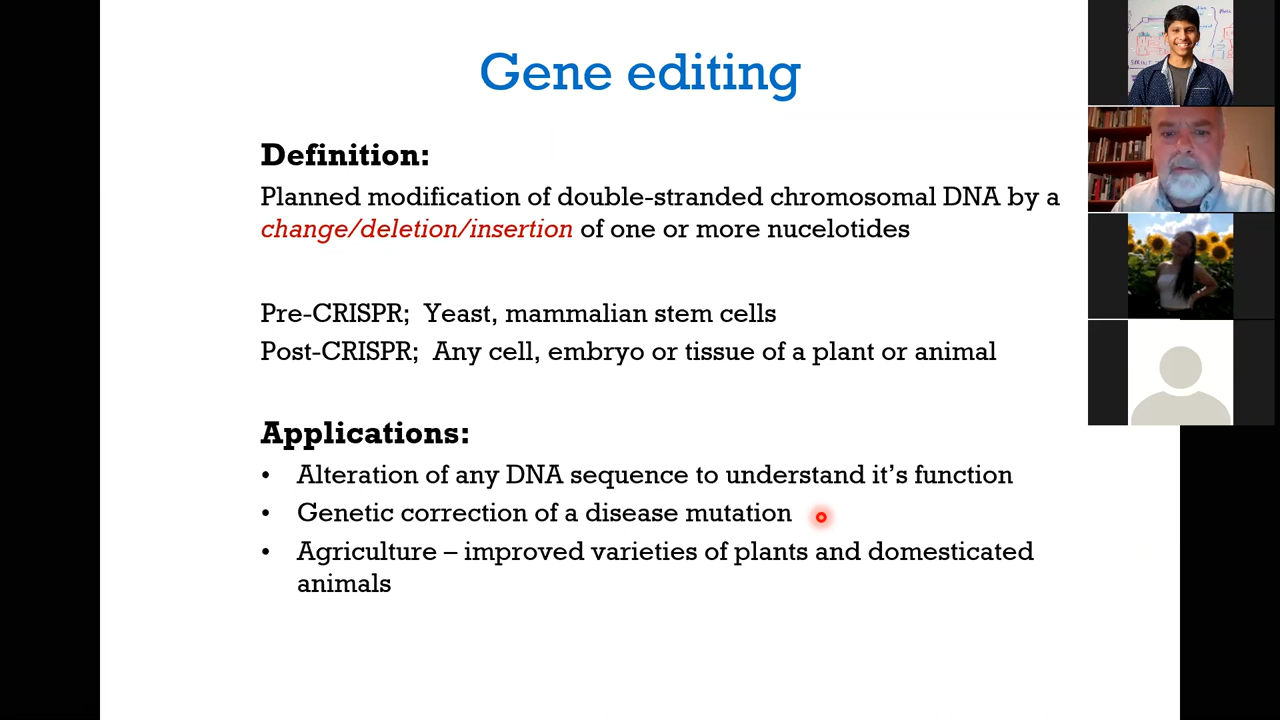 Gene editing
Definition:
Planned modification of double-stranded chromosomal DNA by a
change/deletion/insertion of one or more nucelotides
Pre-CRISPR;  Yeast, mammalian stem cells
Post-CRISPR;  Any cell, embryo or tissue of a plant or animal
Applications:
• Alteration of any DNA sequence to understand it's function
• Genetic correction of a disease mutation
• Agriculture – improved varieties of plants and domesticated
animals